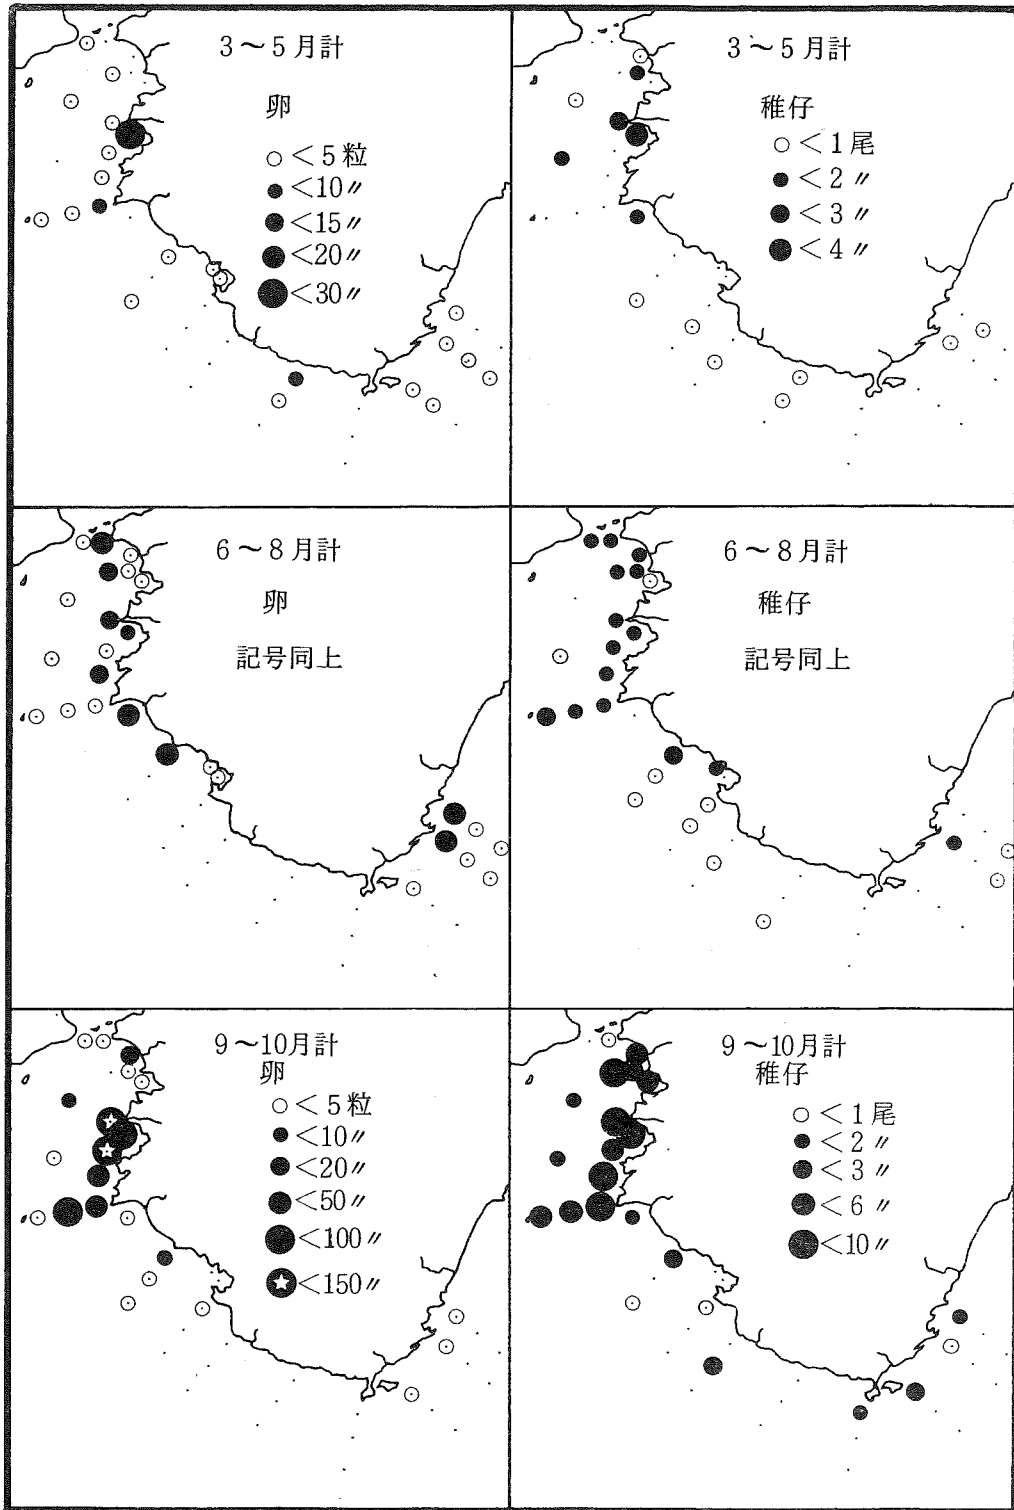 3～5月計
卵
○<5粒
●<10〃
●<15〃
●<20〃
●<30〃
3～5月計
稚仔
○<1尾
●<2〃
●<3〃
●<4〃
6～8月計
卵
記号同上
6～8月計
稚仔
記号同上
9～10月計
卵
○<5粒
●<10〃
●<20〃
●<50〃
●<100〃
<150〃
9～10月計
稚仔
○<1尾
●<2〃
●<3〃
●<6〃
●<10〃